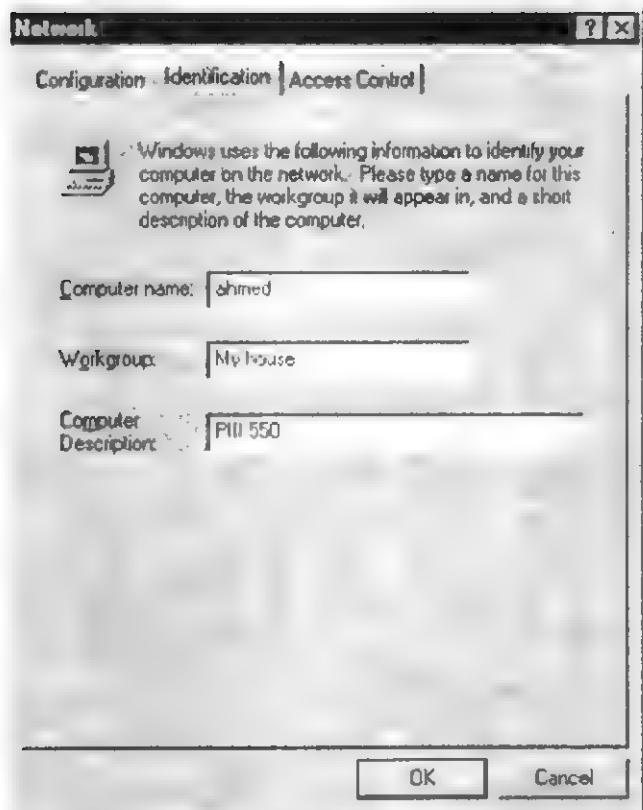 Network
? ×
Configuration Identification Access Control
Windows uses the following information to identify your
computer on the network. Please type a name for this
computer, the workgroup it will appear in, and a short
description of the computer.
Computer name: ahmed
Workgroup: My house
Computer
Description: PIII 550
OK Cancel